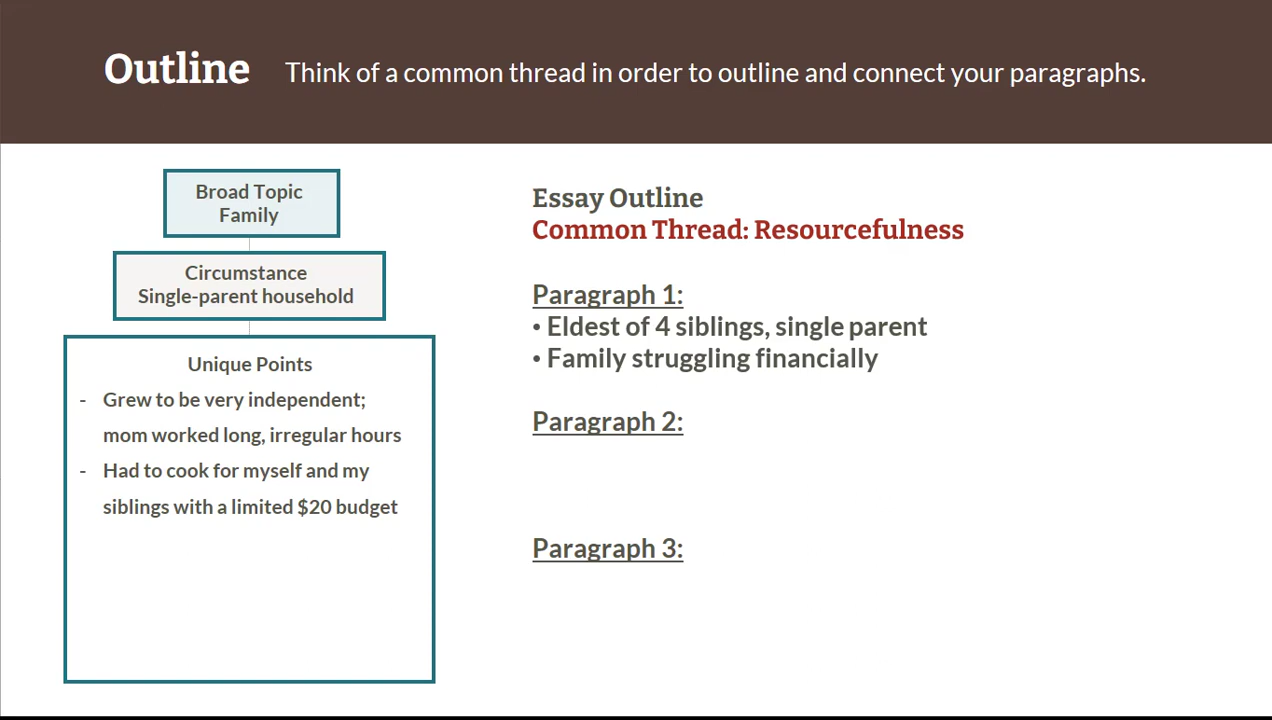 Outline
Think of a common thread in order to outline and connect your paragraphs.
Broad Topic
Family
Circumstance
Single-parent household
Unique Points
- Grew to be very independent;
mom worked long, irregular hours
- Had to cook for myself and my
siblings with a limited $20 budget
Essay Outline
Common Thread: Resourcefulness
Paragraph 1:
• Eldest of 4 siblings, single parent
• Family struggling financially
Paragraph 2:
Paragraph 3: